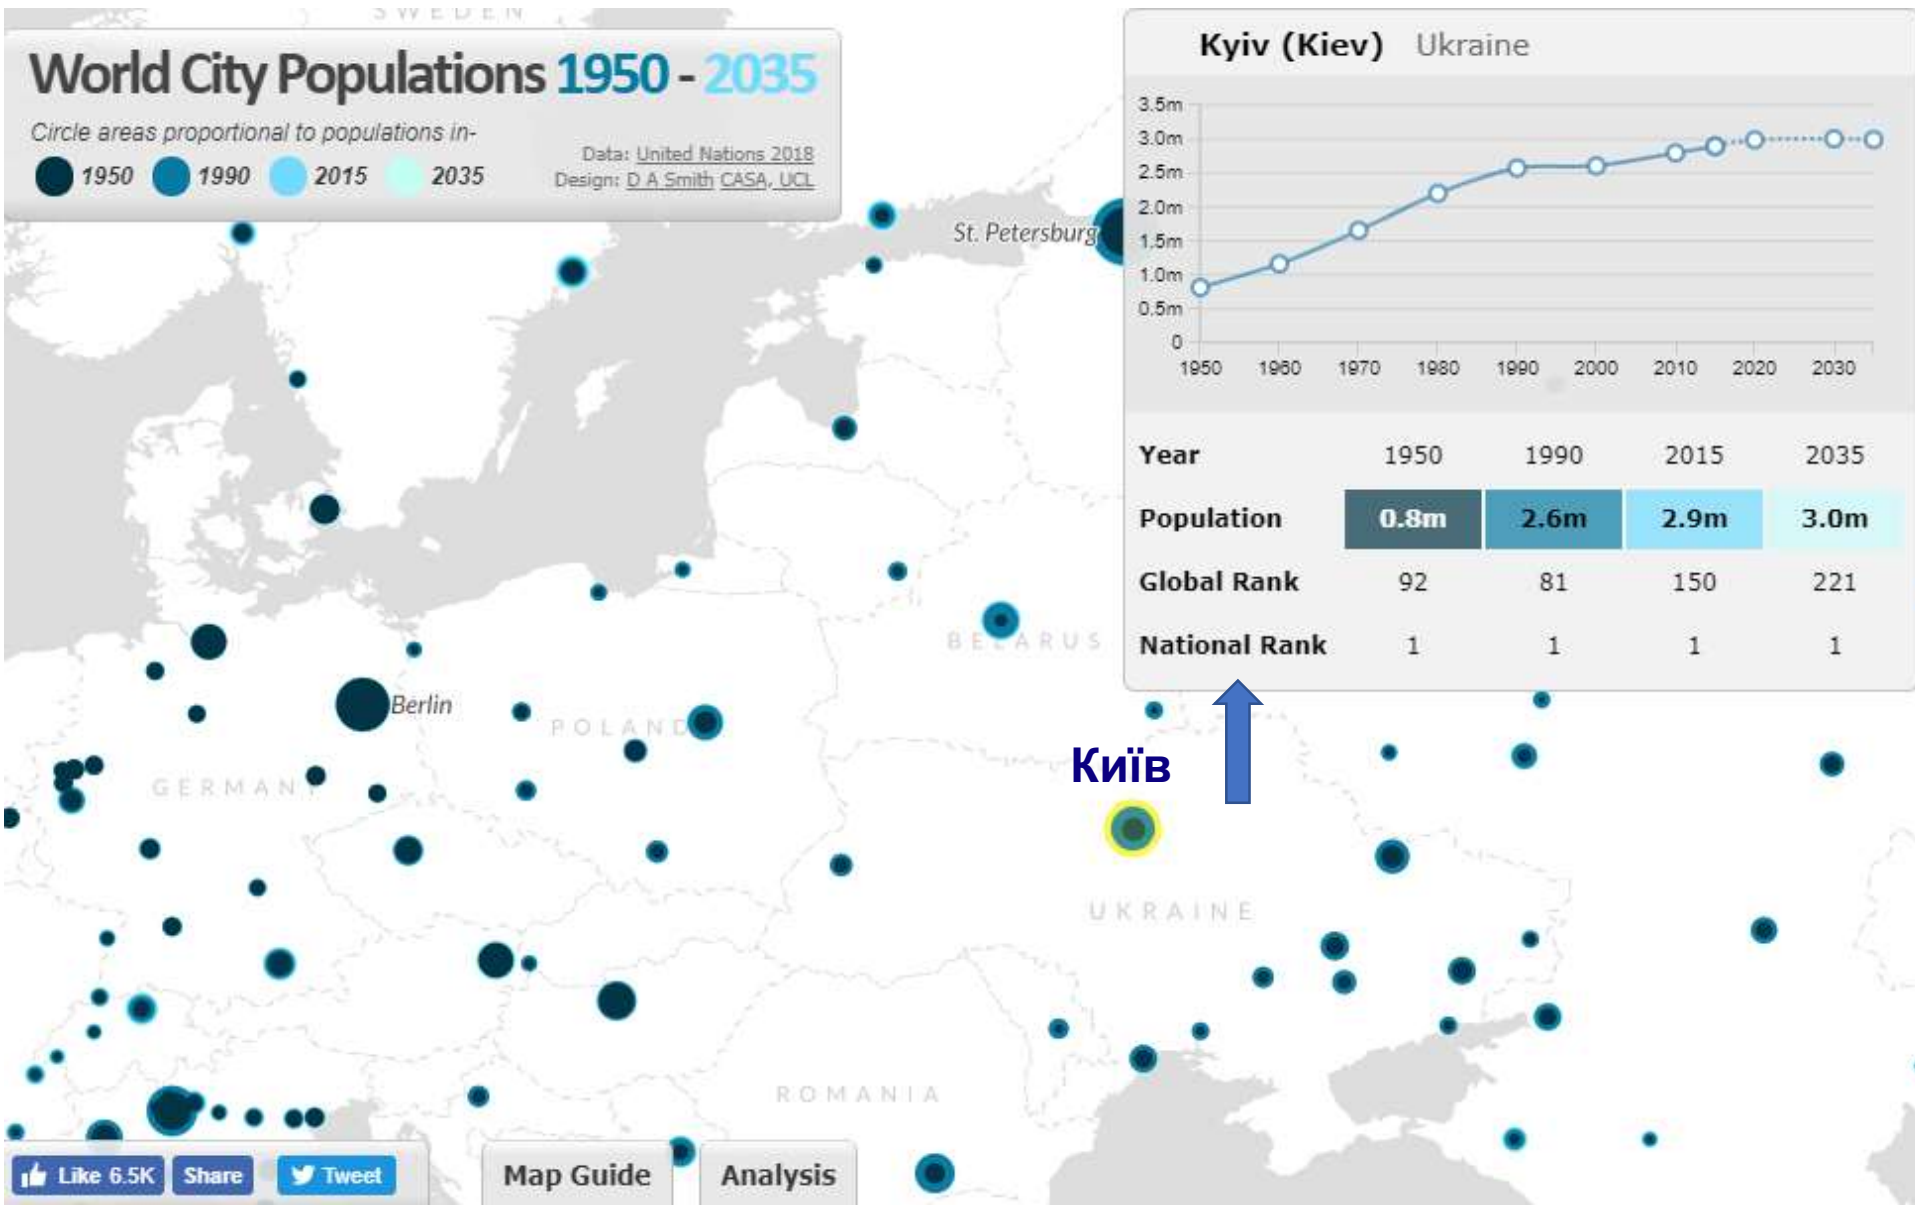 SWEDEN
World City Populations 1950 - 2035
Circle areas proportional to populations in-
1950 1990 2015 2035
Data: United Nations 2018
Design: D A Smith CASA, UCL
Kyiv (Kiev) Ukraine
3.5m
3.0m
2.5m
2.0m
1.5m
1.0m
0.5m
0
1950 1960 1970 1980 1990 2000 2010 2020 2030
Year 1950 1990 2015 2035
Population 0.8m 2.6m 2.9m 3.0m
Global Rank 92 81 150 221
National Rank 1 1 1 1
St. Petersburg
BELARUS
Berlin
POLAND
GERMANY
Київ
UKRAINE
ROMANIA
Like 6.5K Share Tweet
Map Guide Analysis